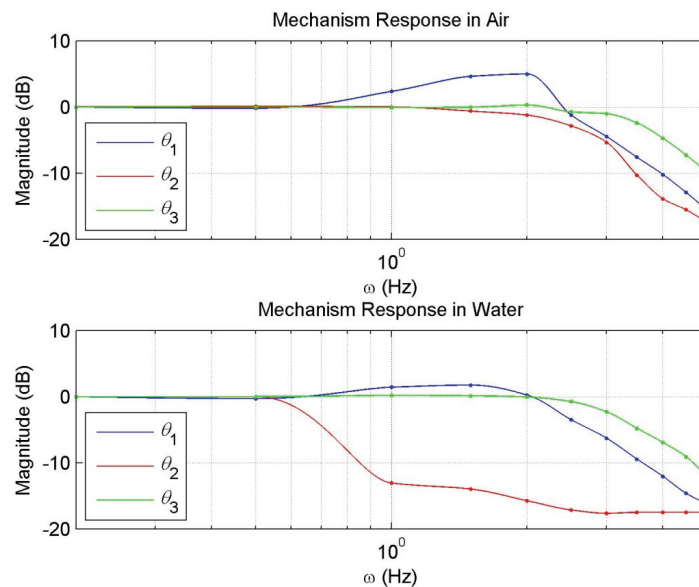 Mechanism Response in Air
Magnitude (dB)
10
0
-10
-20
θ1
θ2
θ3
10^0
ω (Hz)
Mechanism Response in Water
Magnitude (dB)
10
0
-10
-20
θ1
θ2
θ3
10^0
ω (Hz)